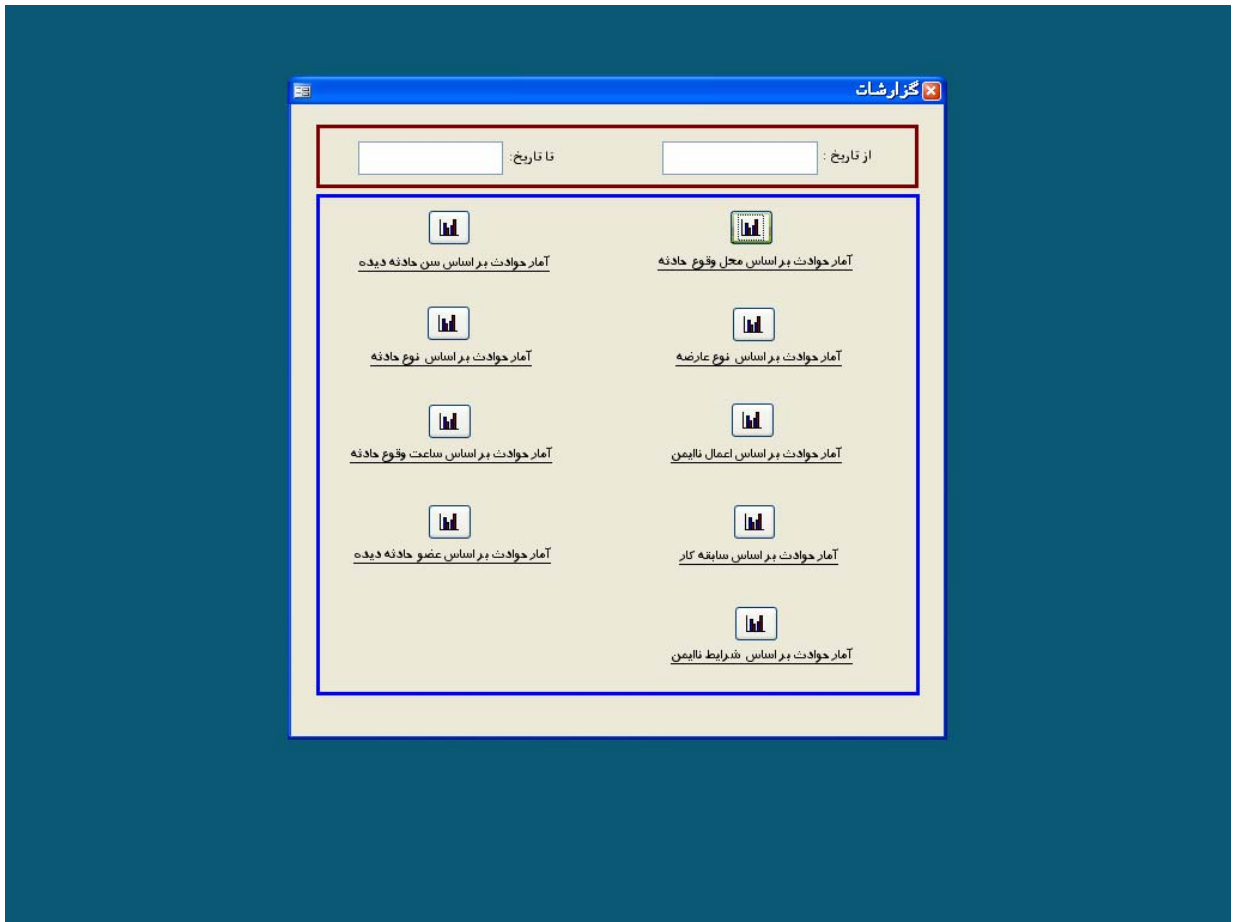 گزارشات
از تاریخ :
تا تاریخ:
آمار حوادث بر اساس محل وقوع حادثه
آمار حوادث بر اساس سن حادثه دیده
آمار حوادث بر اساس نوع عارضه
آمار حوادث بر اساس نوع حادثه
آمار حوادث بر اساس اعمال ناایمن
آمار حوادث بر اساس ساعت وقوع حادثه
آمار حوادث بر اساس سابقه کار
آمار حوادث بر اساس عضو حادثه دیده
آمار حوادث بر اساس شرایط ناایمن